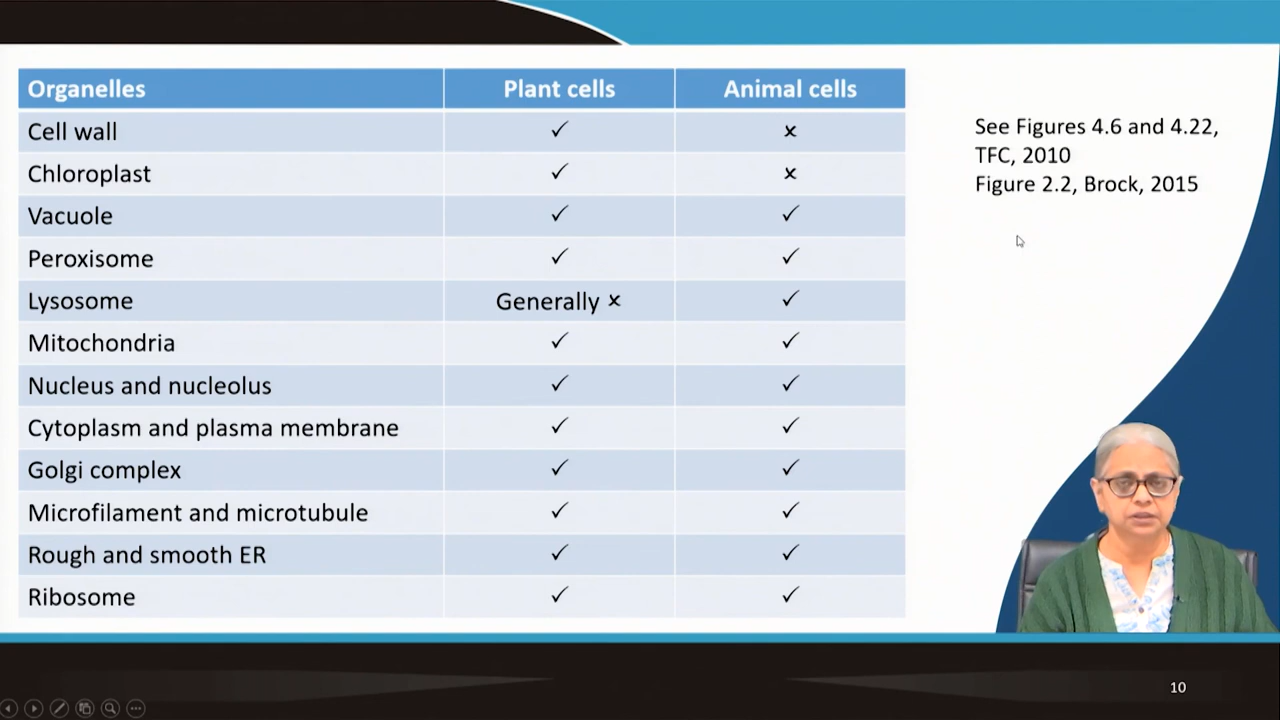 Organelles Plant cells Animal cells
Cell wall ✓ ×
Chloroplast ✓ ×
Vacuole ✓ ✓
Peroxisome ✓ ✓
Lysosome Generally × ✓
Mitochondria ✓ ✓
Nucleus and nucleolus ✓ ✓
Cytoplasm and plasma membrane ✓ ✓
Golgi complex ✓ ✓
Microfilament and microtubule ✓ ✓
Rough and smooth ER ✓ ✓
Ribosome ✓ ✓
See Figures 4.6 and 4.22,
TFC, 2010
Figure 2.2, Brock, 2015
10